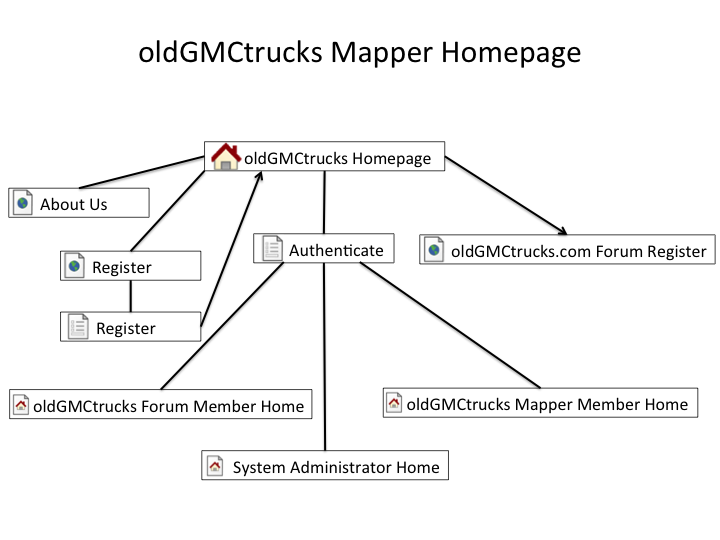 oldGMCtrucks Mapper Homepage
oldGMCtrucks Homepage
About Us
Authenticate
oldGMCtrucks.com Forum Register
Register
Register
oldGMCtrucks Forum Member Home
oldGMCtrucks Mapper Member Home
System Administrator Home